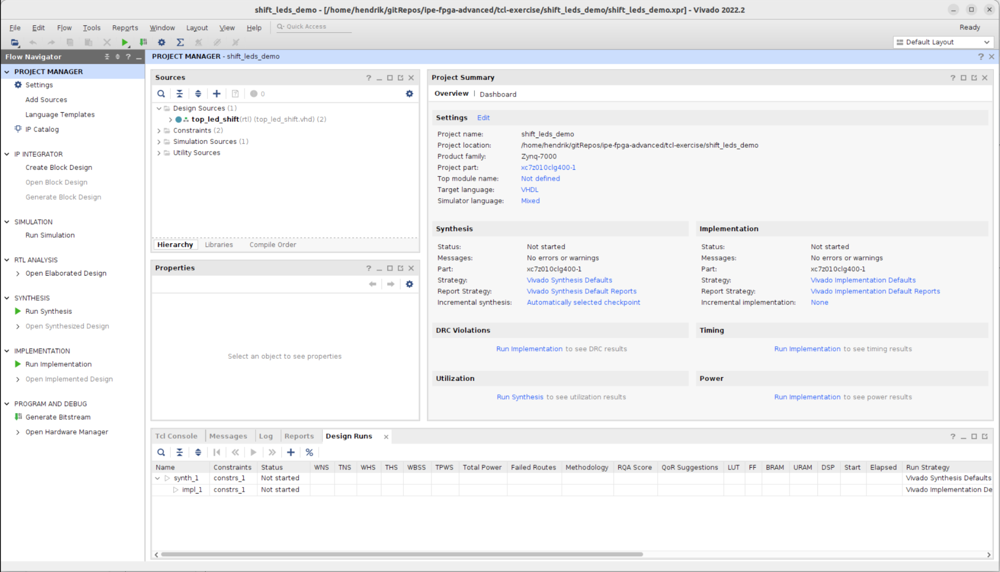 shift_leds_demo - [/home/hendrik/gitRepos/ipe-fpga-advanced/tcl-exercise/shift_leds_demo/shift_leds_demo.xpr] - Vivado 2022.2
File Edit Flow Tools Reports Window Layout View Help Quick Access Ready
Default Layout
Flow Navigator
PROJECT MANAGER
Settings
Add Sources
Language Templates
IP Catalog
IP INTEGRATOR
Create Block Design
Open Block Design
Generate Block Design
SIMULATION
Run Simulation
RTL ANALYSIS
Open Elaborated Design
SYNTHESIS
Run Synthesis
Open Synthesized Design
IMPLEMENTATION
Run Implementation
Open Implemented Design
PROGRAM AND DEBUG
Generate Bitstream
Open Hardware Manager
PROJECT MANAGER - shift_leds_demo
Sources
0
Design Sources (1)
top_led_shift(rtl) (top_led_shift.vhd) (2)
Constraints (2)
Simulation Sources (1)
Utility Sources
Hierarchy Libraries Compile Order
Properties
Select an object to see properties
Project Summary
Overview | Dashboard
Settings Edit
Project name: shift_leds_demo
Project location: /home/hendrik/gitRepos/ipe-fpga-advanced/tcl-exercise/shift_leds_demo
Product family: Zynq-7000
Project part: xc7z010clg400-1
Top module name: Not defined
Target language: VHDL
Simulator language: Mixed
Synthesis
Status: Not started
Messages: No errors or warnings
Part: xc7z010clg400-1
Strategy: Vivado Synthesis Defaults
Report Strategy: Vivado Synthesis Default Reports
Incremental synthesis: Automatically selected checkpoint
Implementation
Status: Not started
Messages: No errors or warnings
Part: xc7z010clg400-1
Strategy: Vivado Implementation Defaults
Report Strategy: Vivado Implementation Default Reports
Incremental implementation: None
DRC Violations
Run Implementation to see DRC results
Timing
Run Implementation to see timing results
Utilization
Run Synthesis to see utilization results
Power
Run Implementation to see power results
Tcl Console Messages Log Reports Design Runs
Name Constraints Status WNS TNS WHS THS WBSS TPWS Total Power Failed Routes Methodology RQA Score QoR Suggestions LUT FF BRAM URAM DSP Start Elapsed Run Strategy
synth_1 constrs_1 Not started Vivado Synthesis Defaults
impl_1 constrs_1 Not started Vivado Implementation De